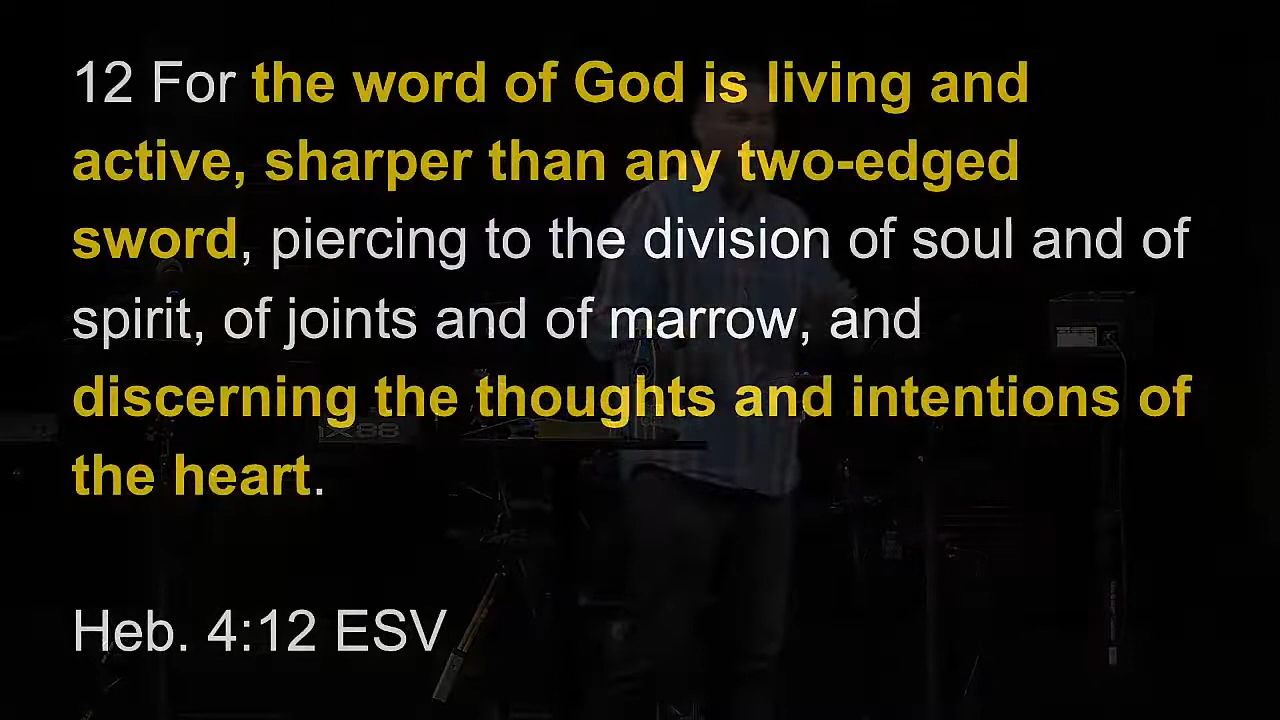 12 For the word of God is living and
active, sharper than any two-edged
sword, piercing to the division of soul and of
spirit, of joints and of marrow, and
discerning the thoughts and intentions of
the heart.
Heb. 4:12 ESV